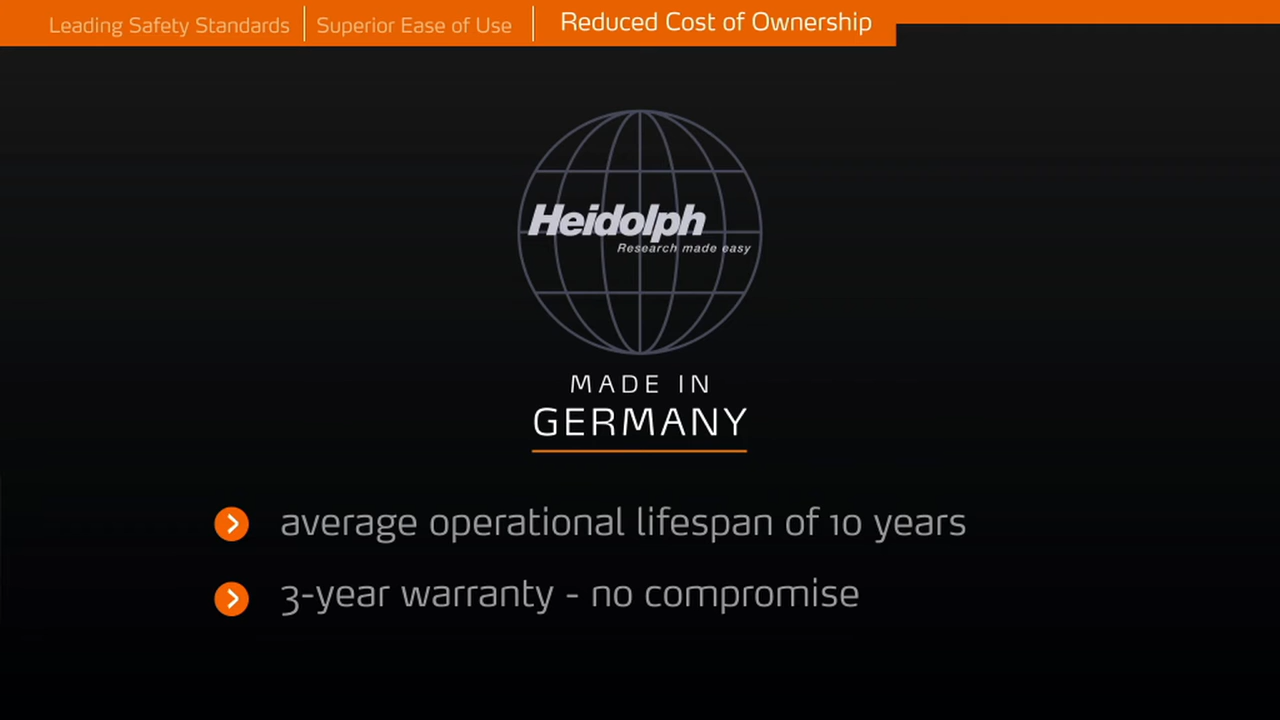 Leading Safety Standards
Superior Ease of Use
Reduced Cost of Ownership
Heidolph
Research made easy
MADE IN
GERMANY
average operational lifespan of 10 years
3-year warranty - no compromise